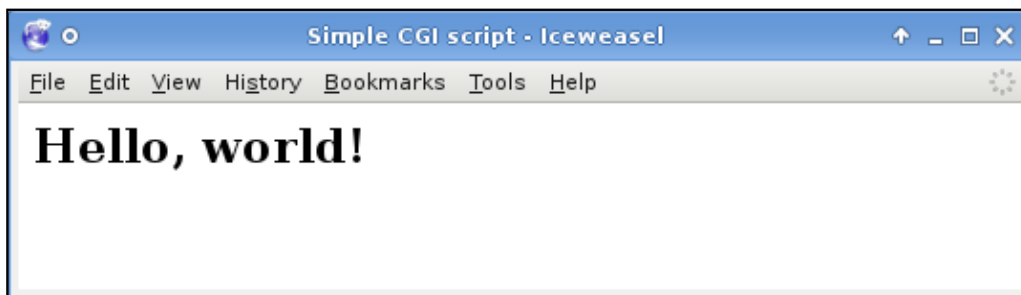 Simple CGI script - Iceweasel
File Edit View History Bookmarks Tools Help
Hello, world!